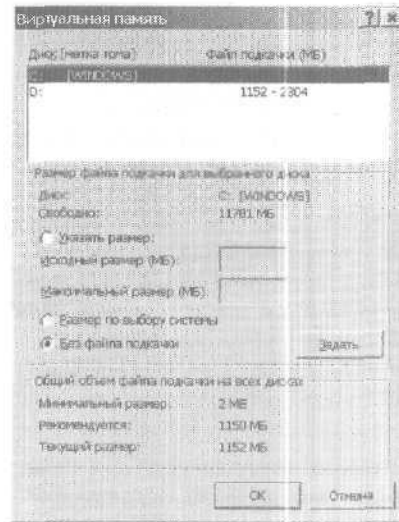 Виртуальная память
Диск [метка тома] Файл подкачки (МБ)
C: [WINDOWS]
D: 1152 - 2304
Размер файла подкачки для выбранного диска
Диск: C: [WINDOWS]
Свободно: 11781 МБ
Указать размер:
Исходный размер (МБ):
Максимальный размер (МБ):
Размер по выбору системы
Без файла подкачки Задать
Общий объем файла подкачки на всех дисках
Минимальный размер: 2 МБ
Рекомендуется: 1150 МБ
Текущий размер: 1152 МБ
OK Отмена